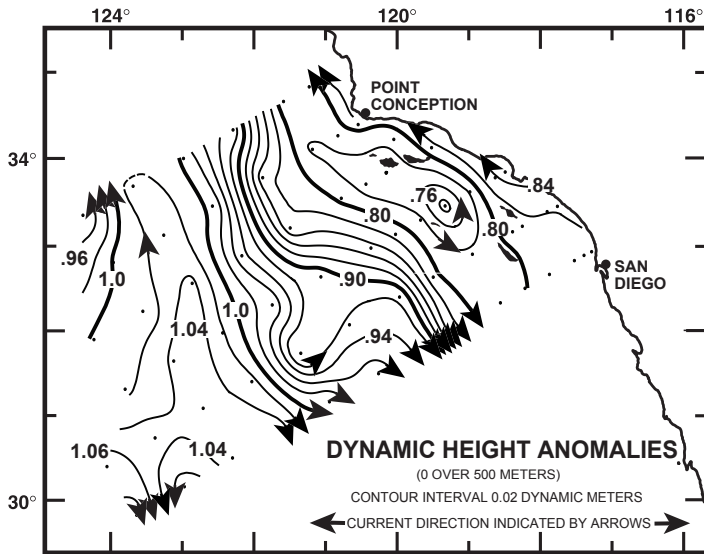 124° 120° 116°
POINT
CONCEPTION
34°
.76
.84
.80
.80
.96
1.0
.90
SAN
DIEGO
1.0
1.04
.94
1.06
1.04
DYNAMIC HEIGHT ANOMALIES
(0 OVER 500 METERS)
30°
CONTOUR INTERVAL 0.02 DYNAMIC METERS
CURRENT DIRECTION INDICATED BY ARROWS